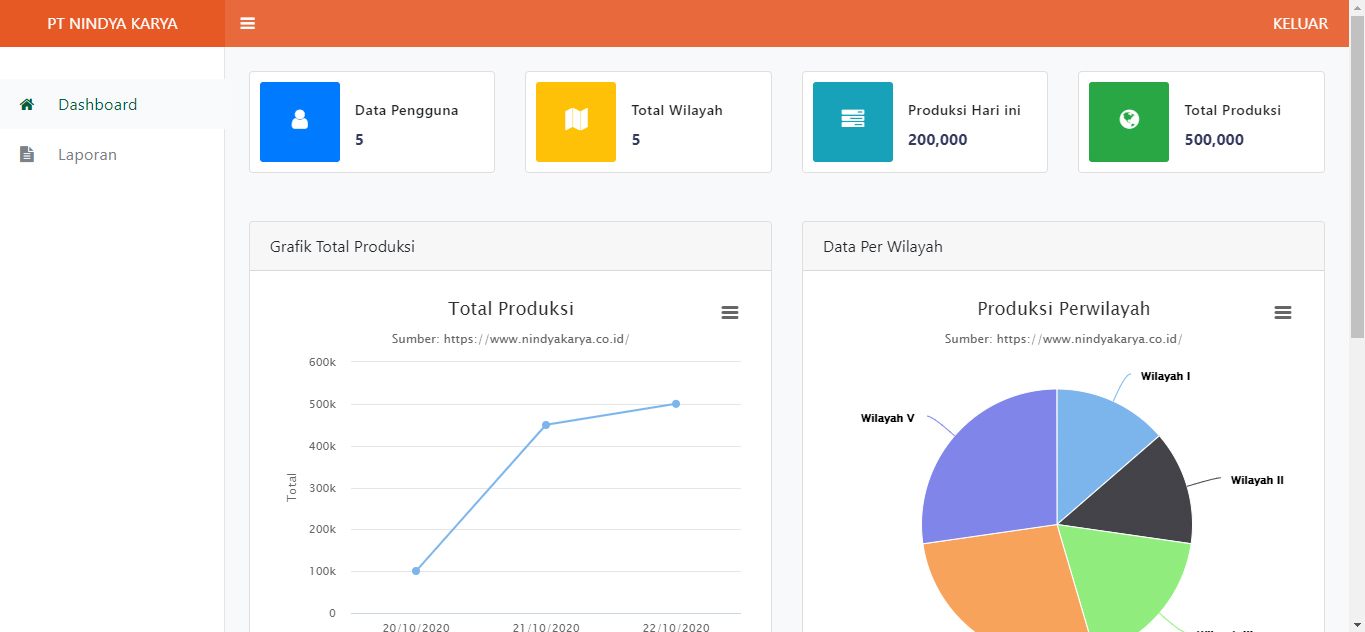 PT NINDYA KARYA
KELUAR
Dashboard
Laporan
Data Pengguna
5
Total Wilayah
5
Produksi Hari ini
200,000
Total Produksi
500,000
Grafik Total Produksi
Total Produksi
Sumber: https://www.nindyakarya.co.id/
600k
500k
400k
300k
200k
100k
0
Total
20/10/2020
21/10/2020
22/10/2020
Data Per Wilayah
Produksi Perwilayah
Sumber: https://www.nindyakarya.co.id/
Wilayah I
Wilayah V
Wilayah II